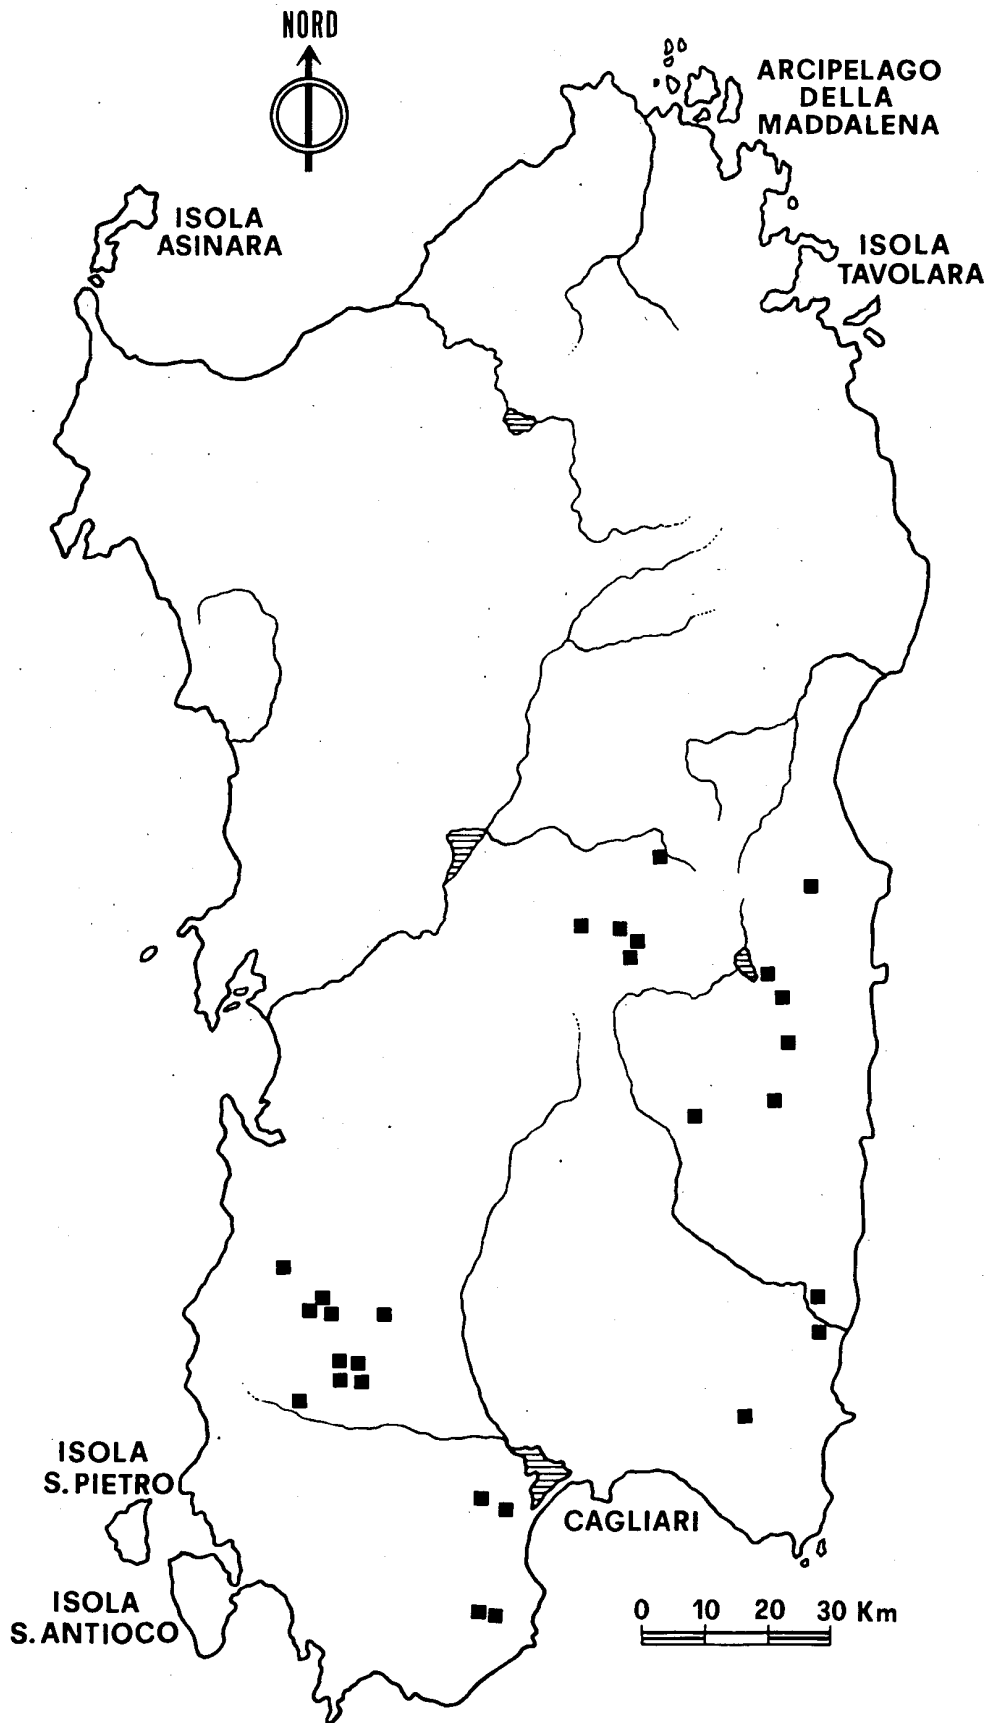 NORD
ARCIPELAGO
DELLA
MADDALENA
ISOLA
ASINARA
ISOLA
TAVOLARA
ISOLA
S. PIETRO
CAGLIARI
ISOLA
S. ANTIOCO
0 10 20 30 Km